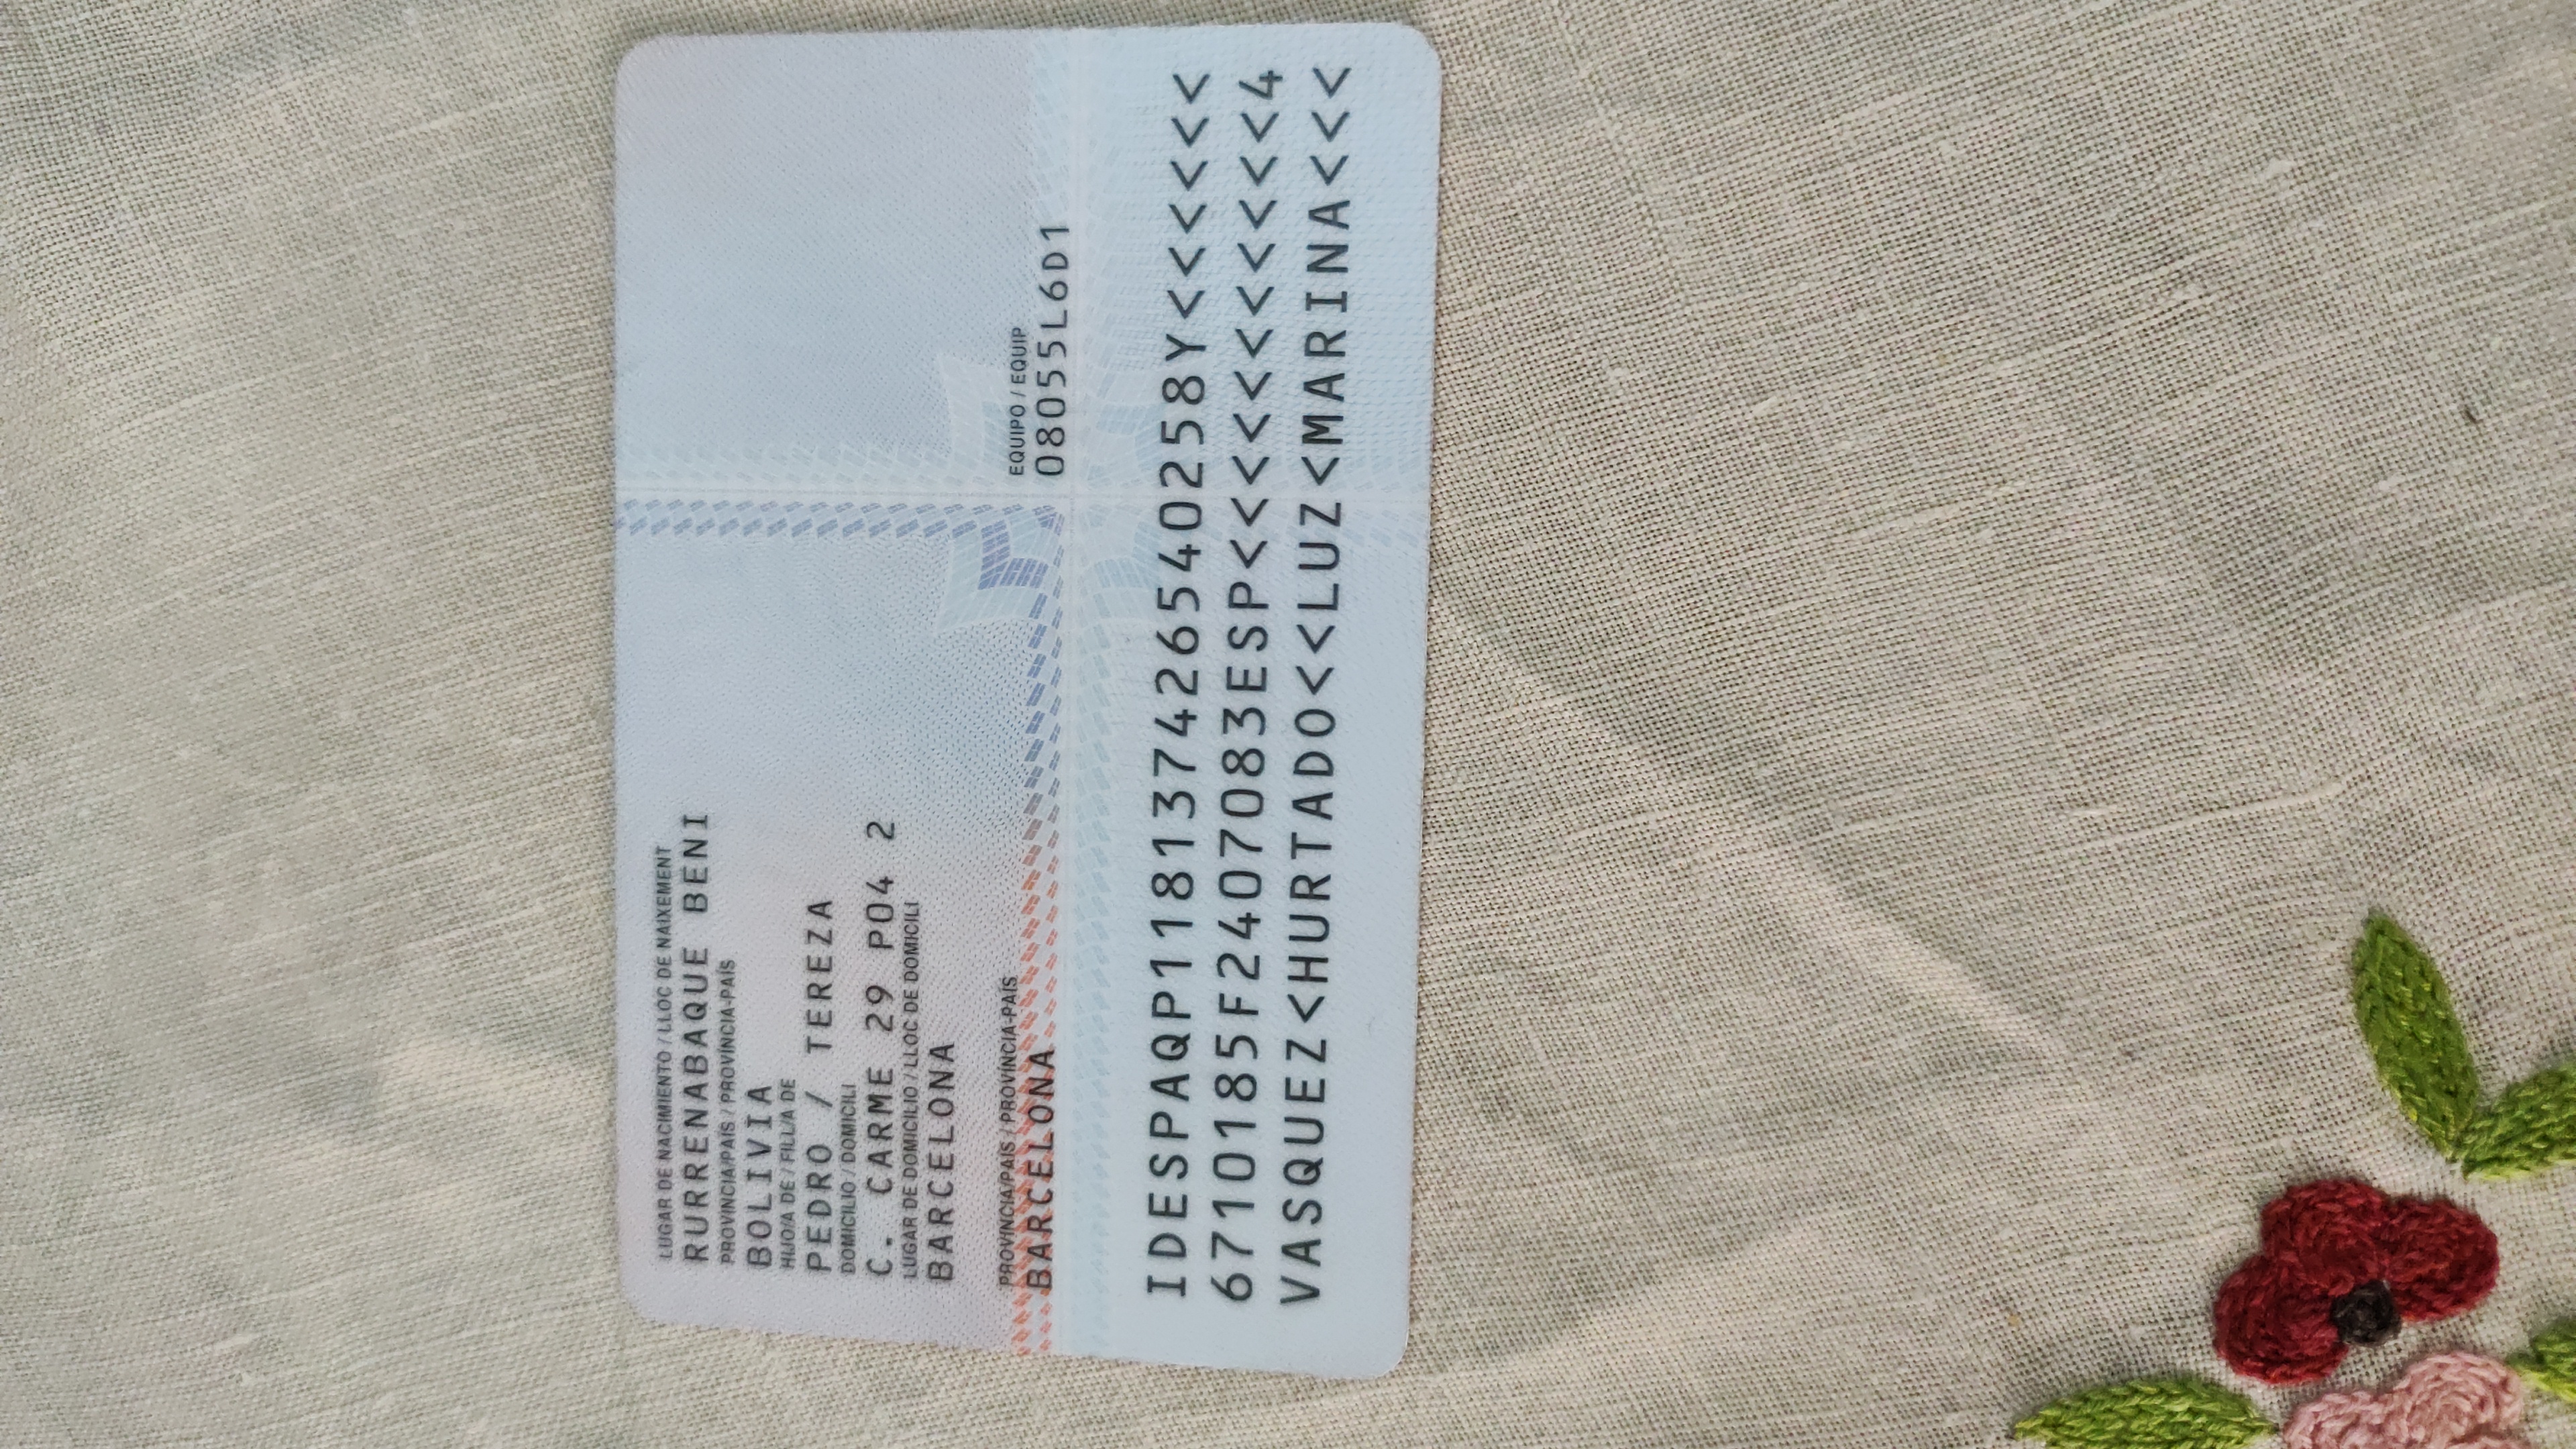 LUGAR DE NACIMIENTO / LLOC DE NAIXEMENT
RURRENABAQUE BENI
PROVINCIA/PAÍS / PROVÍNCIA-PAÍS
BOLIVIA
HIJO/A DE / FILL/A DE
PEDRO / TEREZA
DOMICILIO / DOMICILI
C. CARME 29 P04 2
LUGAR DE DOMICILIO / LLOC DE DOMICILI
BARCELONA
PROVINCIA/PAÍS / PROVÍNCIA-PAÍS
BARCELONA
EQUIPO / EQUIP
08055L6D1
IDESPAQP118137426540258Y<<<<<<
6710185F2407083ESP<<<<<<<<<<<4
VASQUEZ<HURTADO<<LUZ<MARINA<<<